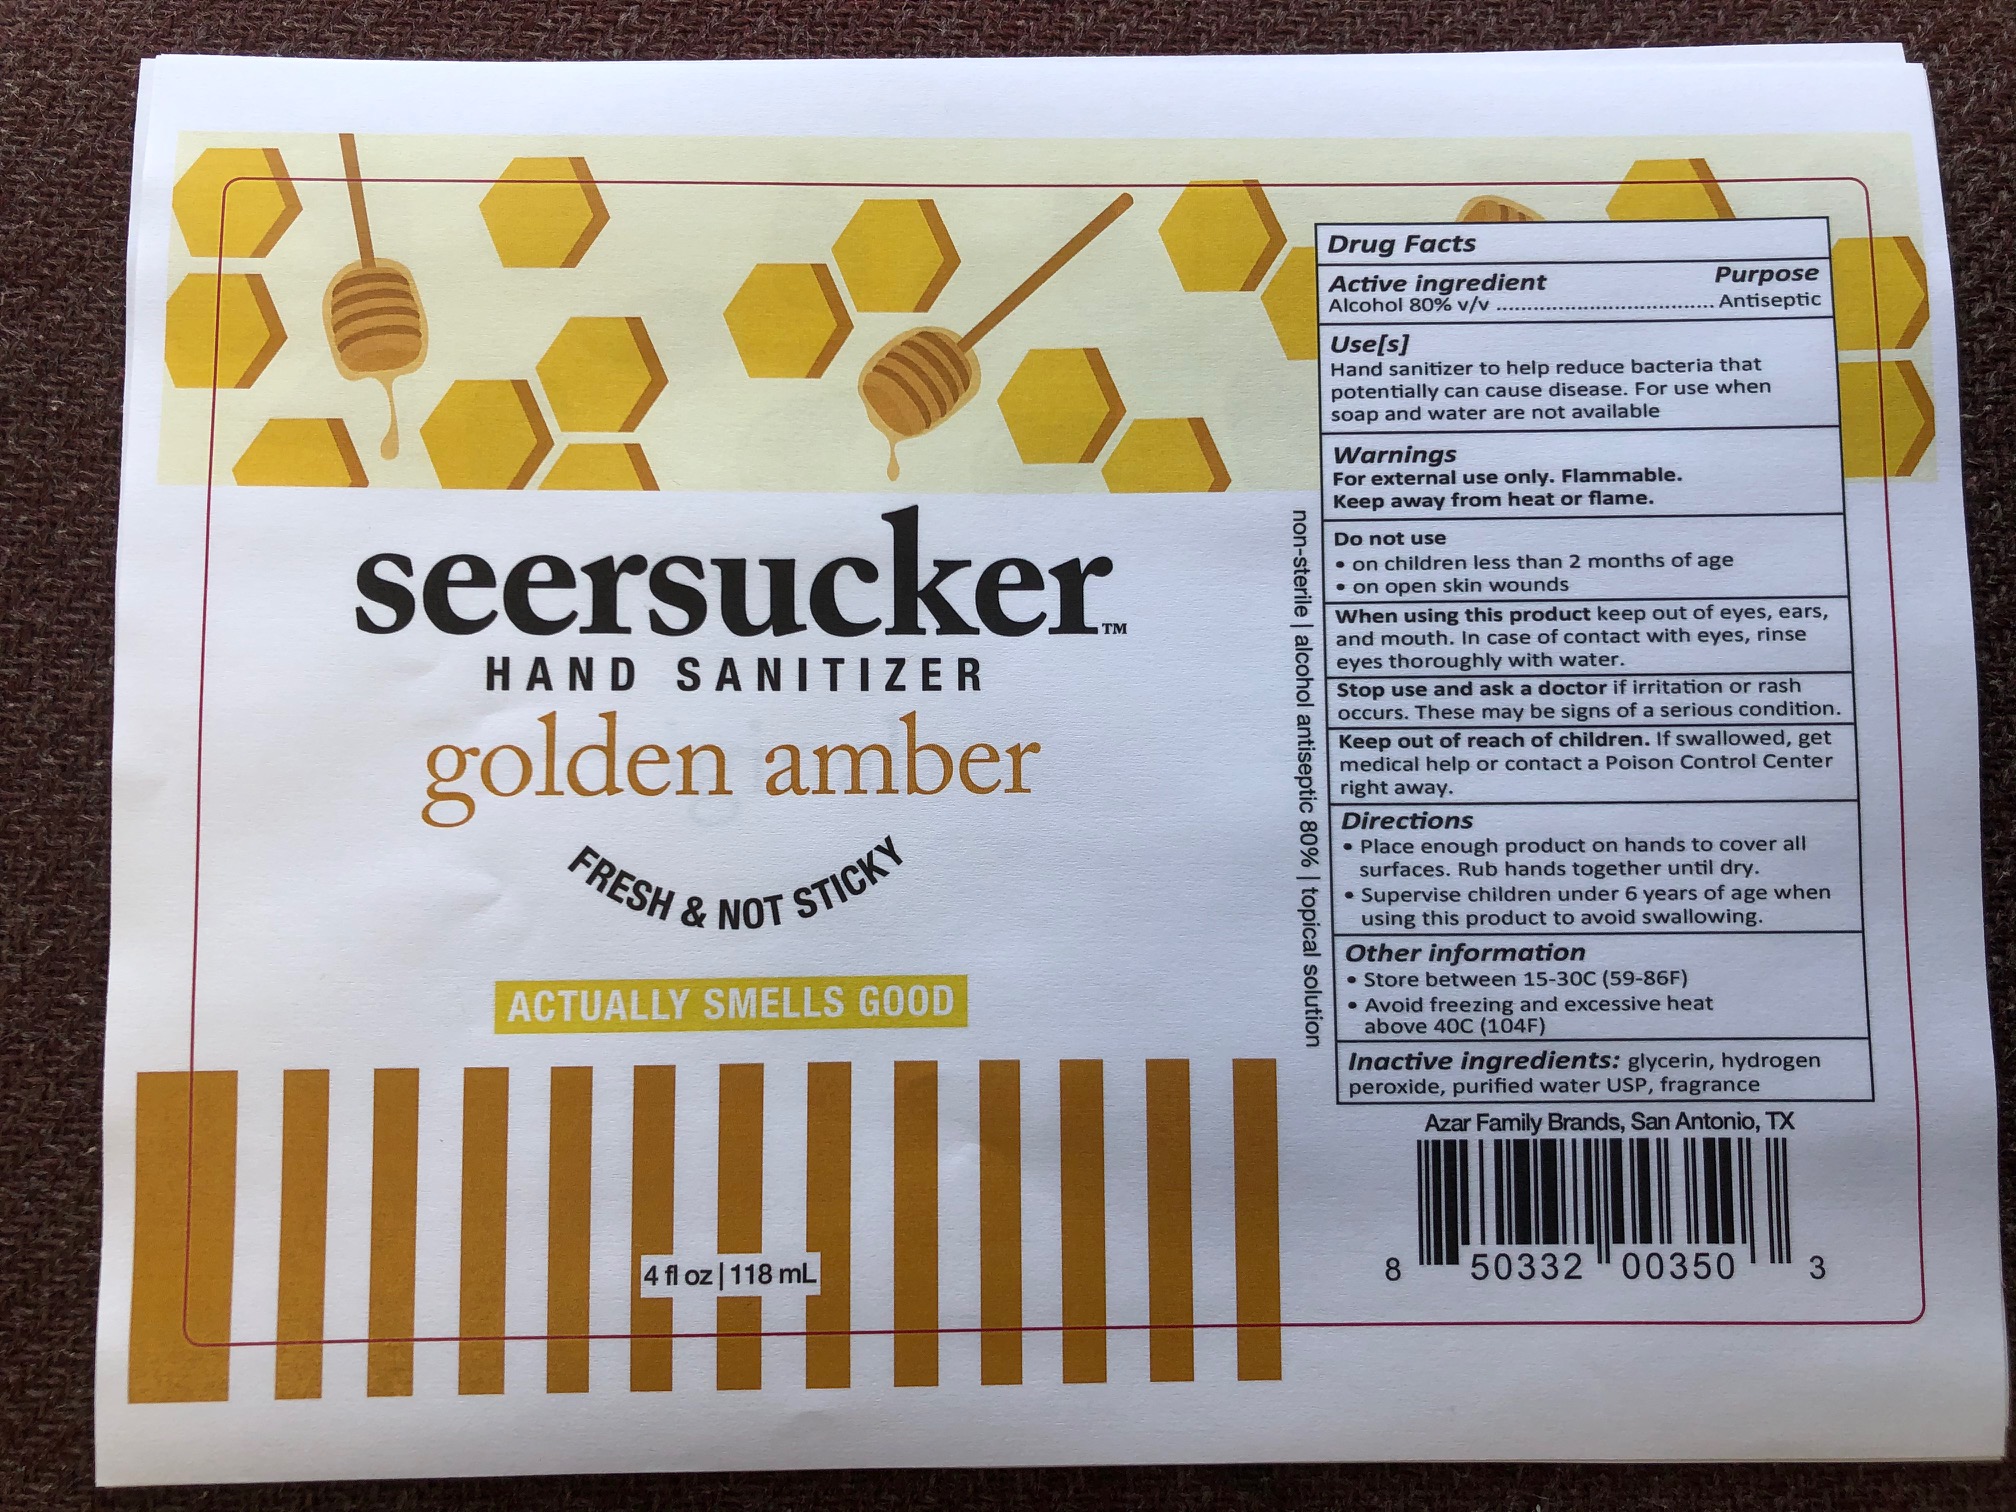 seersucker™
HAND SANITIZER
golden amber
FRESH & NOT STICKY
ACTUALLY SMELLS GOOD
4 fl oz | 118 mL
non-sterile | alcohol antiseptic 80% | topical solution
Drug Facts
Active ingredient Purpose
Alcohol 80% v/v .................................. Antiseptic
Use[s]
Hand sanitizer to help reduce bacteria that
potentially can cause disease. For use when
soap and water are not available
Warnings
For external use only. Flammable.
Keep away from heat or flame.
Do not use
• on children less than 2 months of age
• on open skin wounds
When using this product keep out of eyes, ears,
and mouth. In case of contact with eyes, rinse
eyes thoroughly with water.
Stop use and ask a doctor if irritation or rash
occurs. These may be signs of a serious condition.
Keep out of reach of children. If swallowed, get
medical help or contact a Poison Control Center
right away.
Directions
• Place enough product on hands to cover all
surfaces. Rub hands together until dry.
• Supervise children under 6 years of age when
using this product to avoid swallowing.
Other information
• Store between 15-30C (59-86F)
• Avoid freezing and excessive heat
above 40C (104F)
Inactive ingredients: glycerin, hydrogen
peroxide, purified water USP, fragrance
Azar Family Brands, San Antonio, TX
8 50332 00350 3